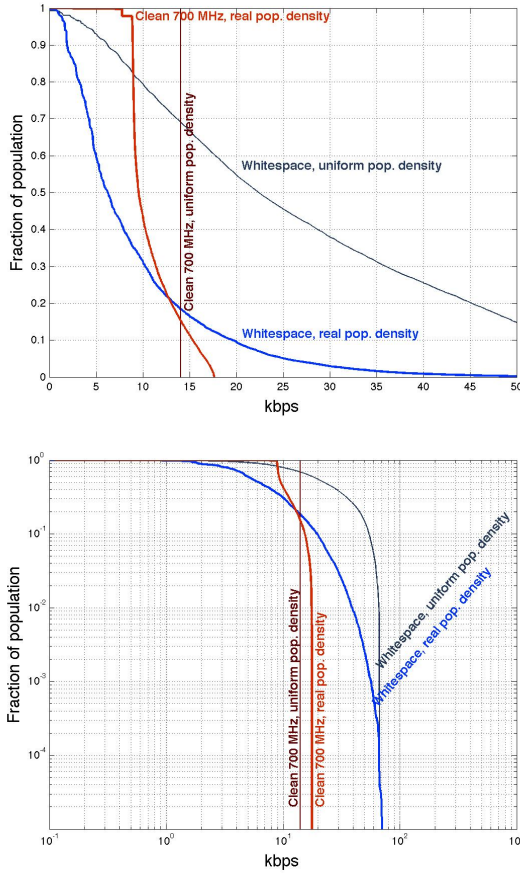 Clean 700 MHz, real pop. density
Whitespace, uniform pop. density
Clean 700 MHz, uniform pop. density
Whitespace, real pop. density
Fraction of population
1
0.9
0.8
0.7
0.6
0.5
0.4
0.3
0.2
0.1
0
0 5 10 15 20 25 30 35 40 45 50
kbps
Fraction of population
10^0
10^-1
10^-2
10^-3
10^-4
Whitespace, uniform pop. density
Whitespace, real pop. density
Clean 700 MHz, uniform pop. density
Clean 700 MHz, real pop. density
10^-1 10^0 10^1 10^2 10^3
kbps